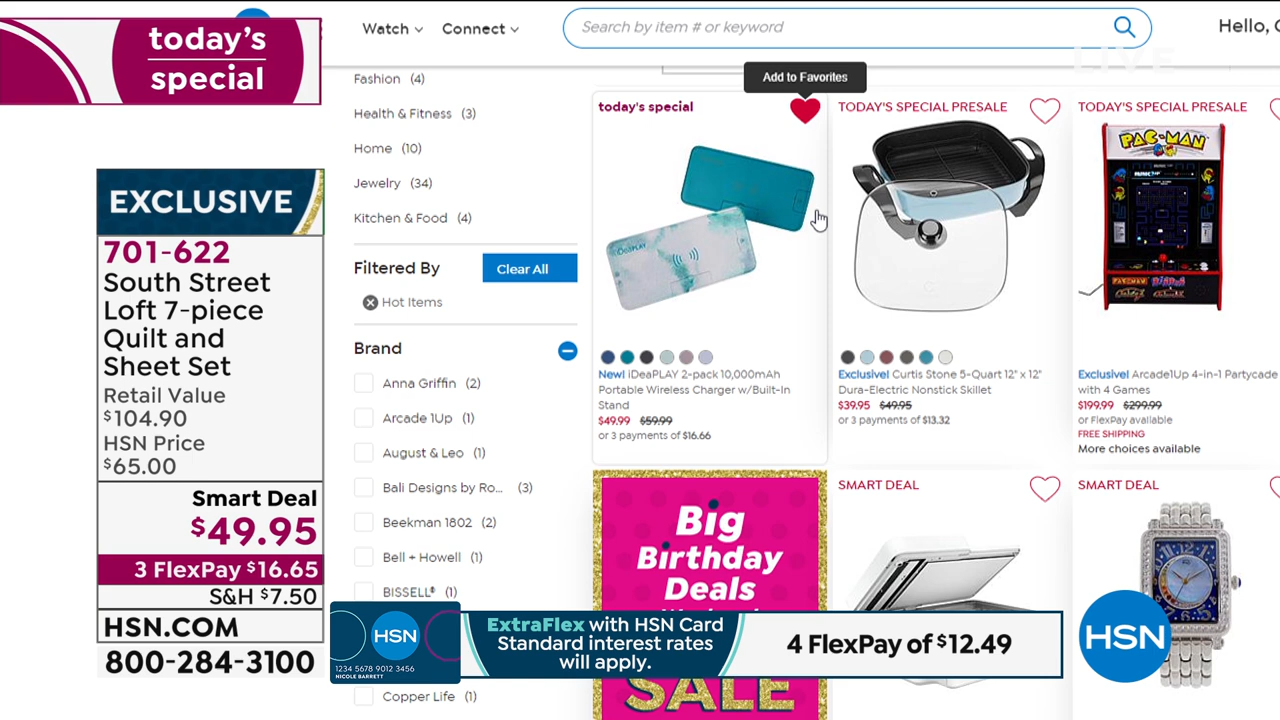 today's
special
EXCLUSIVE
701-622
South Street
Loft 7-piece
Quilt and
Sheet Set
Retail Value
$104.90
HSN Price
$65.00
Smart Deal
$49.95
3 FlexPay $16.65
S&H $7.50
HSN.COM
800-284-3100
Watch
Connect
Search by item # or keyword
Hello,
LIVE
Fashion (4)
Health & Fitness (3)
Home (10)
Jewelry (34)
Kitchen & Food (4)
Filtered By
Clear All
Hot Items
Brand
Anna Griffin (2)
Arcade 1Up (1)
August & Leo (1)
Bali Designs by Ro... (3)
Beekman 1802 (2)
Bell + Howell (1)
BISSELL® (1)
Copper Life (1)
Add to Favorites
today's special
iDeaPLAY
New! iDeaPLAY 2-pack 10,000mAh
Portable Wireless Charger w/Built-In
Stand
$49.99 $59.99
or 3 payments of $16.66
TODAY'S SPECIAL PRESALE
Exclusive! Curtis Stone 5-Quart 12" x 12"
Dura-Electric Nonstick Skillet
$39.95 $49.95
or 3 payments of $13.32
TODAY'S SPECIAL PRESALE
PAC-MAN
Exclusive! Arcade1Up 4-in-1 Partycade
with 4 Games
$199.99 $299.99
or FlexPay available
FREE SHIPPING
More choices available
Big
Birthday
Deals
SALE
SMART DEAL
SMART DEAL
HSN
1234 5678 9012 3456
NICOLE BARRETT
ExtraFlex with HSN Card
Standard interest rates
will apply.
4 FlexPay of $12.49
HSN